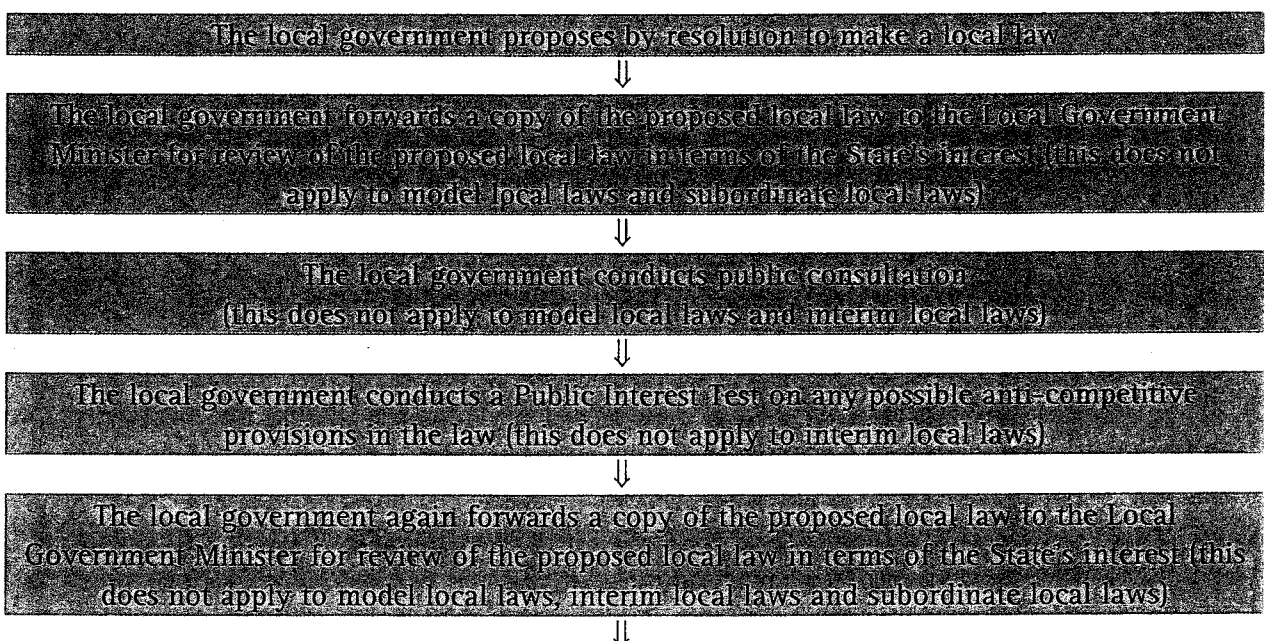 The local government proposes by resolution to make a local law
⇓
The local government forwards a copy of the proposed local law to the Local Government
Minister for review of the proposed local law in terms of the State's interest (this does not
apply to model local laws and subordinate local laws)
⇓
The local government conducts public consultation
(this does not apply to model local laws and interim local laws)
⇓
The local government conducts a Public Interest Test on any possible anti-competitive
provisions in the law (this does not apply to interim local laws)
⇓
The local government again forwards a copy of the proposed local law to the Local
Government Minister for review of the proposed local law in terms of the State's interest (this
does not apply to model local laws, interim local laws and subordinate local laws)
⇓